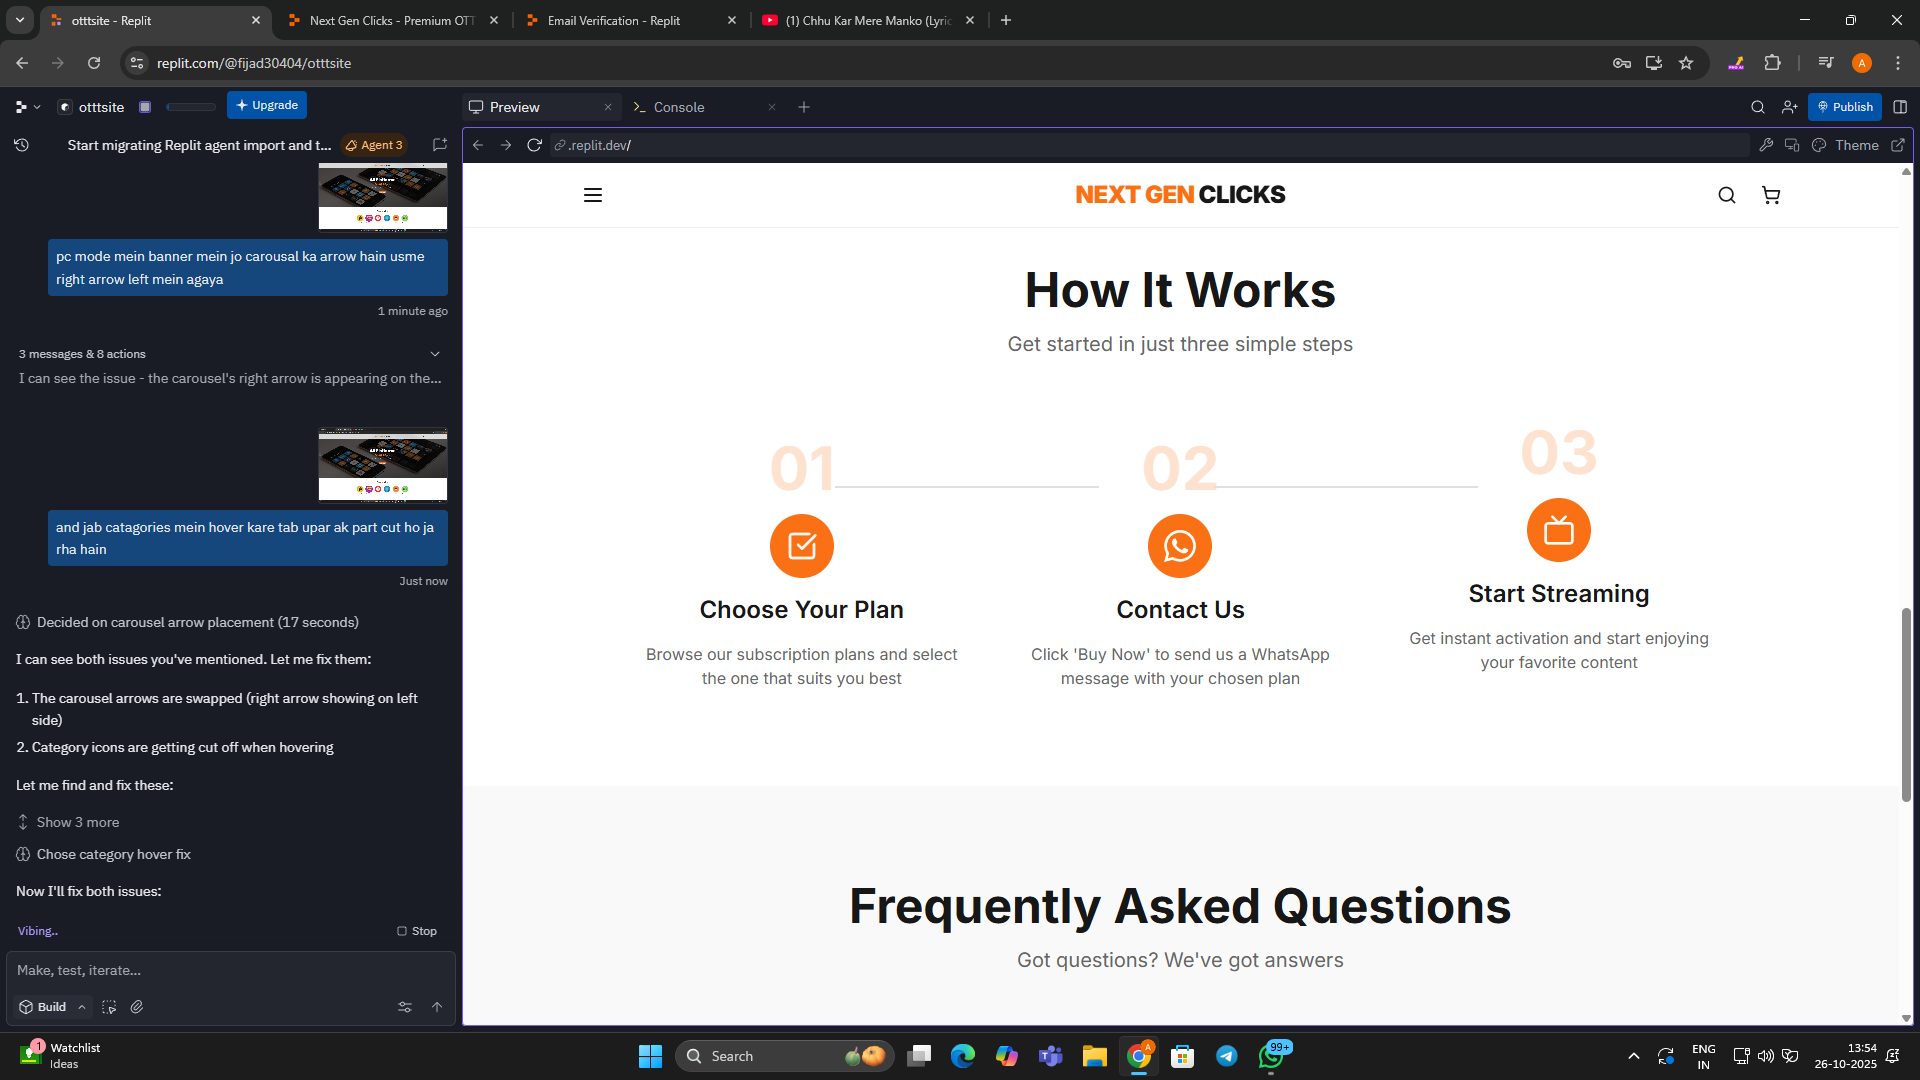 otttsite - Replit
Next Gen Clicks - Premium OTT
Email Verification - Replit
(1) Chhu Kar Mere Manko (Lyric
replit.com/@fijad30404/otttsite
otttsite
Upgrade
Preview
Console
Publish
Start migrating Replit agent import and t...
Agent 3
.replit.dev/
Theme
pc mode mein banner mein jo carousal ka arrow hain usme
right arrow left mein agaya
1 minute ago
3 messages & 8 actions
I can see the issue - the carousel's right arrow is appearing on the...
and jab catagories mein hover kare tab upar ak part cut ho ja
rha hain
Just now
Decided on carousel arrow placement (17 seconds)
I can see both issues you've mentioned. Let me fix them:
1. The carousel arrows are swapped (right arrow showing on left
side)
2. Category icons are getting cut off when hovering
Let me find and fix these:
Show 3 more
Chose category hover fix
Now I'll fix both issues:
Vibing..
Stop
Make, test, iterate...
Build
NEXT GEN CLICKS
How It Works
Get started in just three simple steps
01
Choose Your Plan
Browse our subscription plans and select
the one that suits you best
02
Contact Us
Click 'Buy Now' to send us a WhatsApp
message with your chosen plan
03
Start Streaming
Get instant activation and start enjoying
your favorite content
Frequently Asked Questions
Got questions? We've got answers
1
Watchlist
Ideas
Search
A
99+
ENG
IN
13:54
26-10-2025